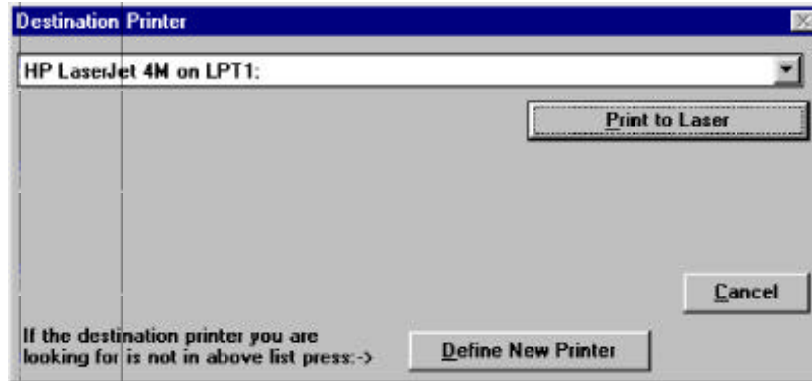 Destination Printer
HP LaserJet 4M on LPT1:
Print to Laser
Cancel
If the destination printer you are
looking for is not in above list press:->
Define New Printer